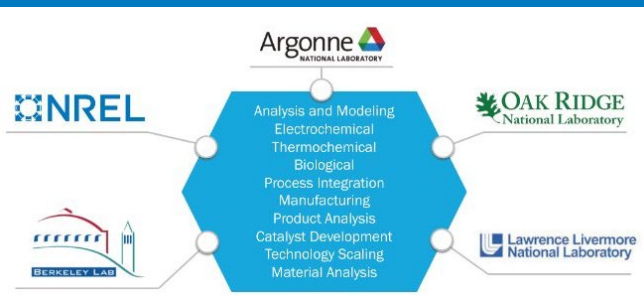 Argonne
NATIONAL LABORATORY
NREL
OAK RIDGE
National Laboratory
Analysis and Modeling
Electrochemical
Thermochemical
Biological
Process Integration
Manufacturing
Product Analysis
Catalyst Development
Technology Scaling
Material Analysis
BERKELEY LAB
Lawrence Livermore
National Laboratory